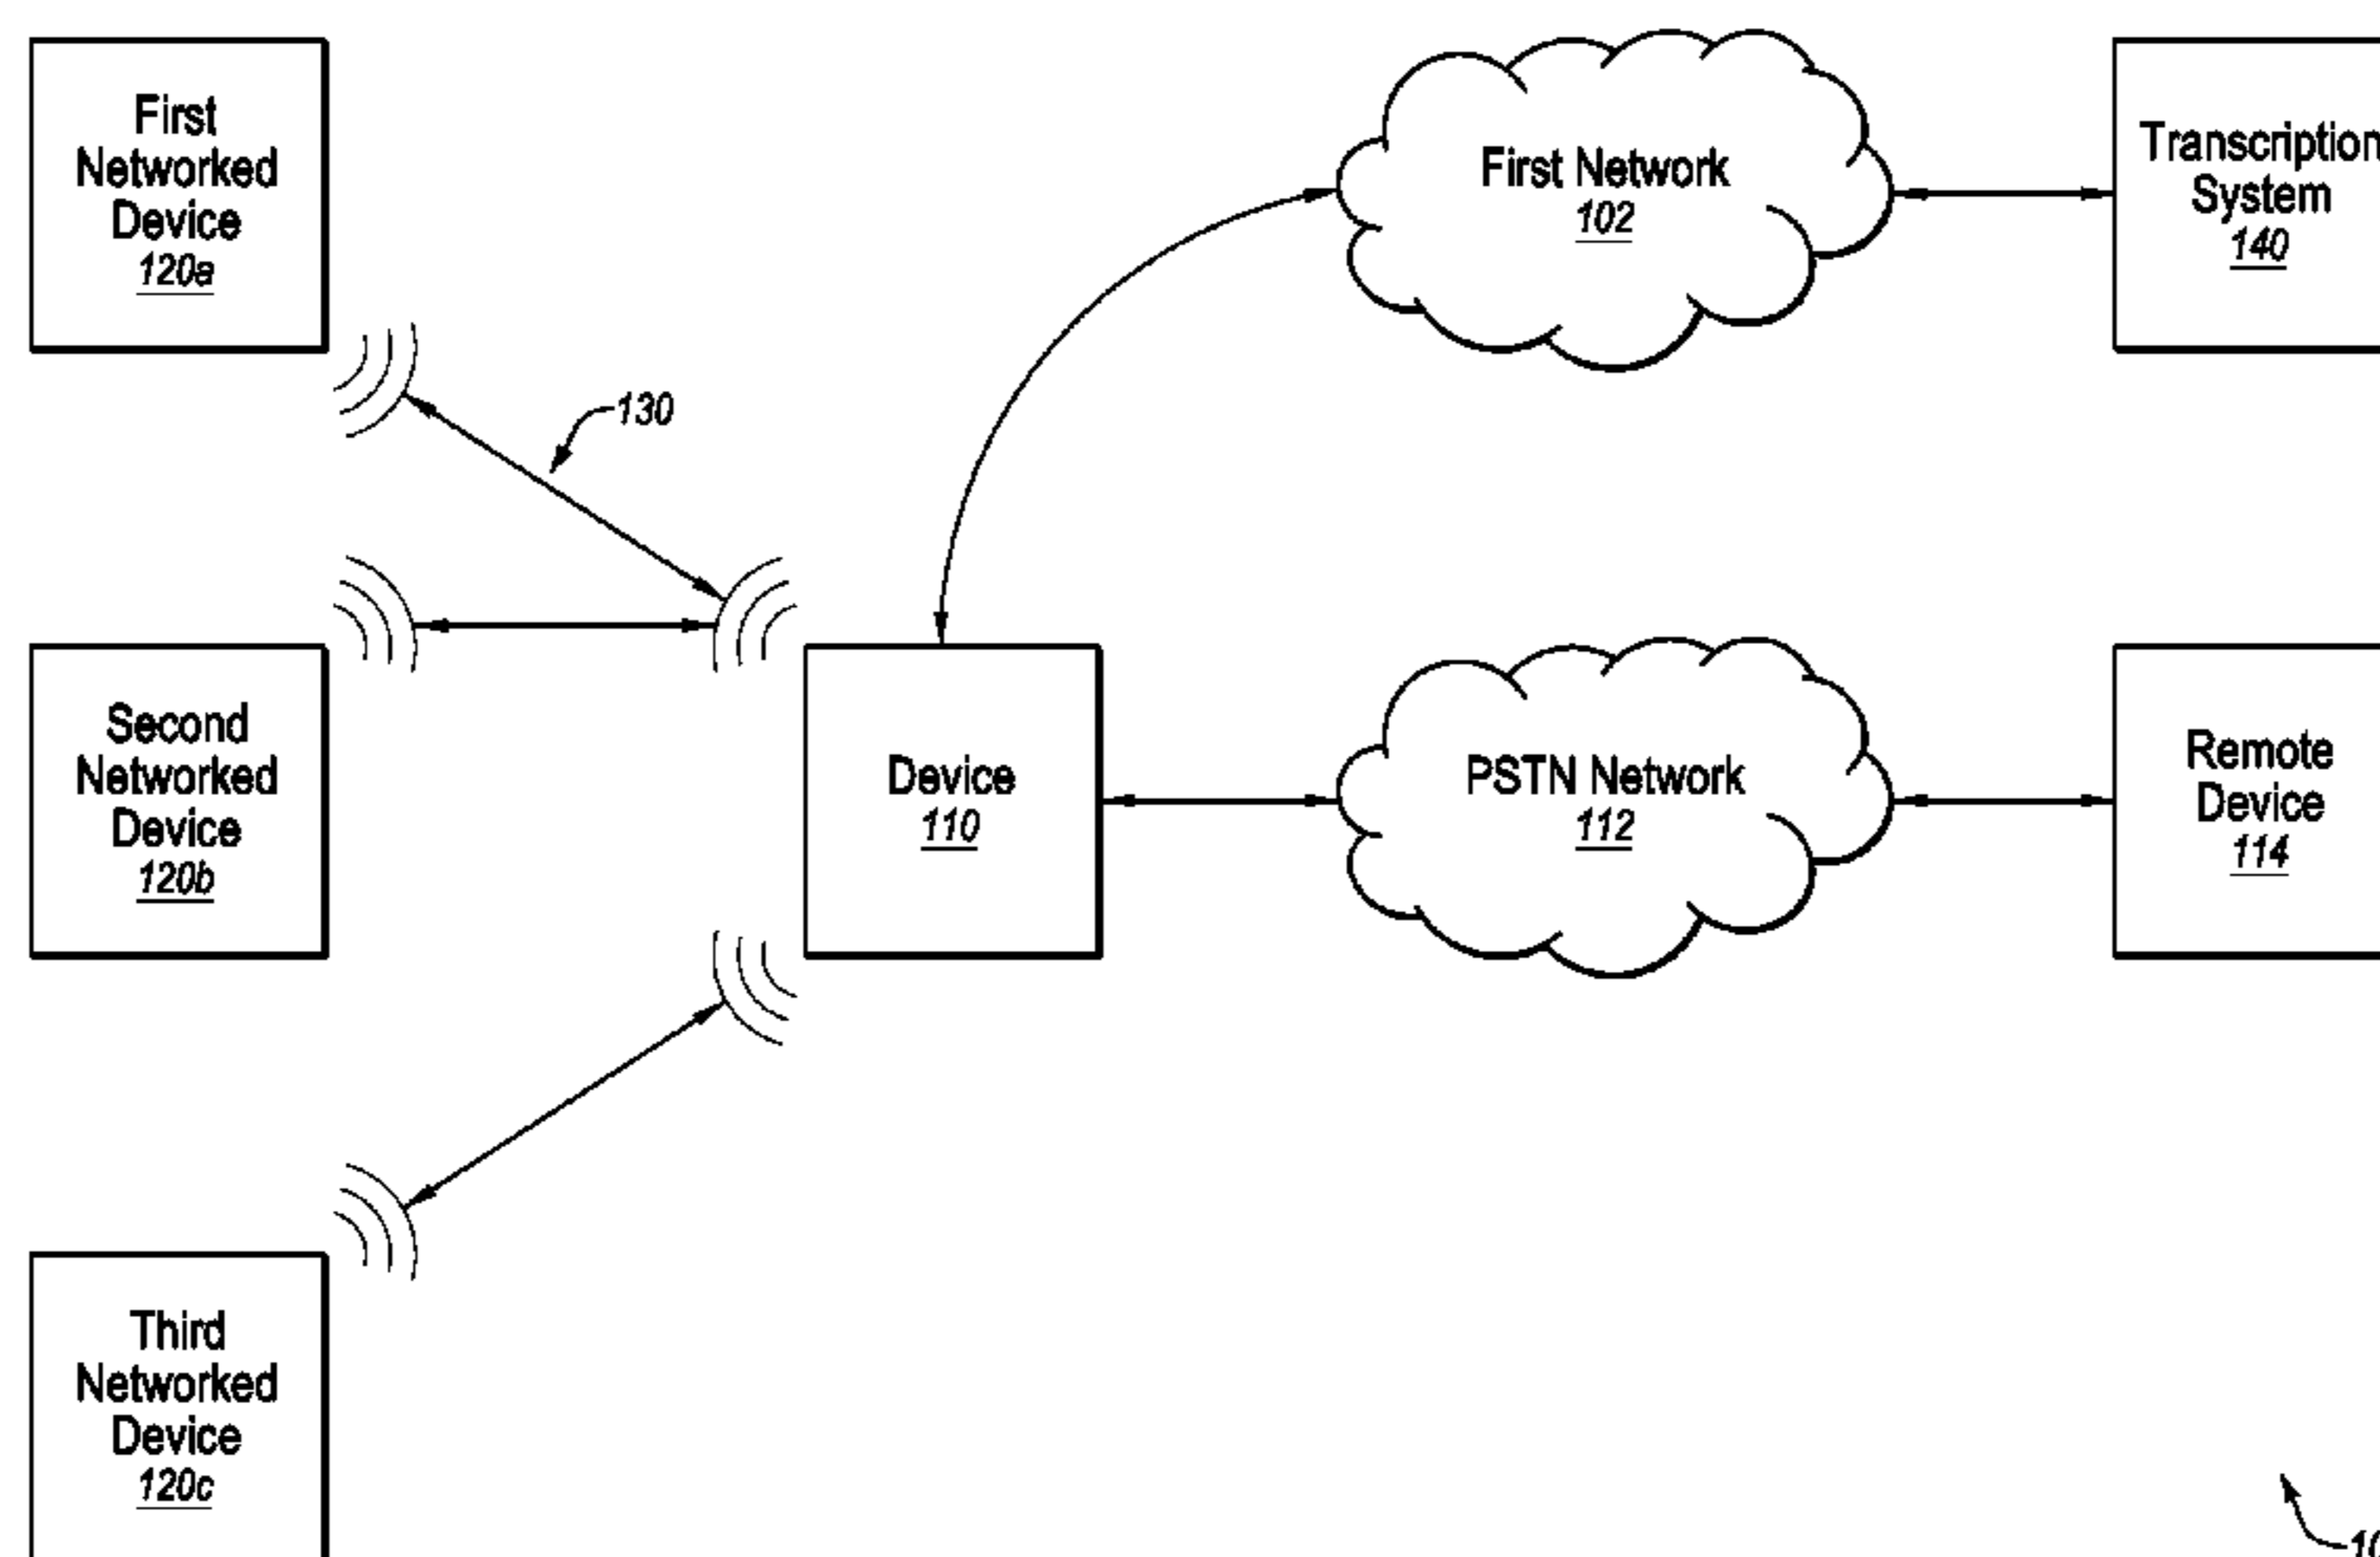 First
Networked
Device
120a
First Network
102
Transcription
System
140
130
Second
Networked
Device
120b
Device
110
PSTN Network
112
Remote
Device
114
Third
Networked
Device
120c